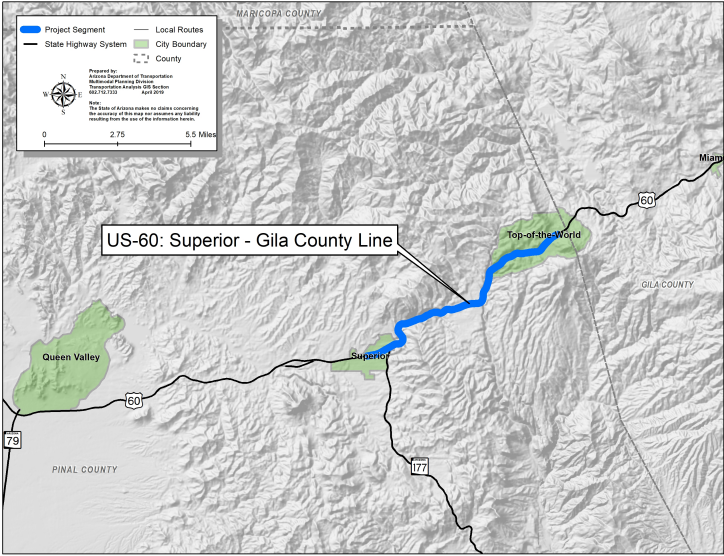 MARICOPA COUNTY
Project Segment
Local Routes
State Highway System
City Boundary
County
N
W
E
S
Prepared by:
Arizona Department of Transportation
Multimodal Planning Division
Transportation Analysis GIS Section
602.712.7333 April 2019
Note:
The State of Arizona makes no claims concerning
the accuracy of this map nor assumes any liability
resulting from the use of the information herein.
0 2.75 5.5 Miles
Miam
60
Top-of-the-World
US-60: Superior - Gila County Line
GILA COUNTY
Superior
Queen Valley
60
79
177
PINAL COUNTY